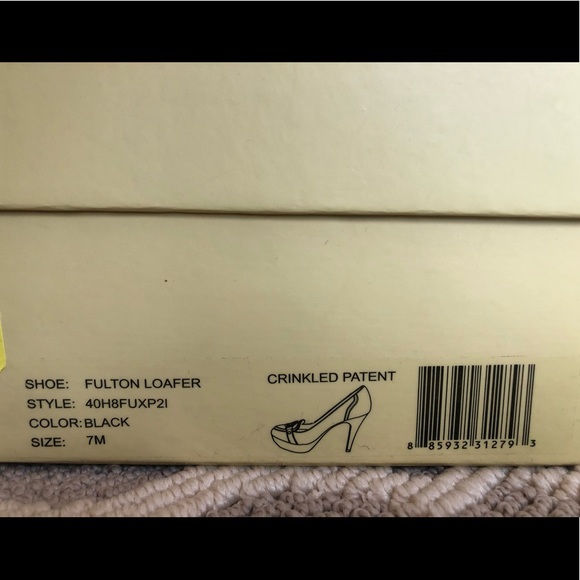 SHOE: FULTON LOAFER
STYLE: 40H8FUXP2I
COLOR:BLACK
SIZE: 7M
CRINKLED PATENT
8 85932 31279 3